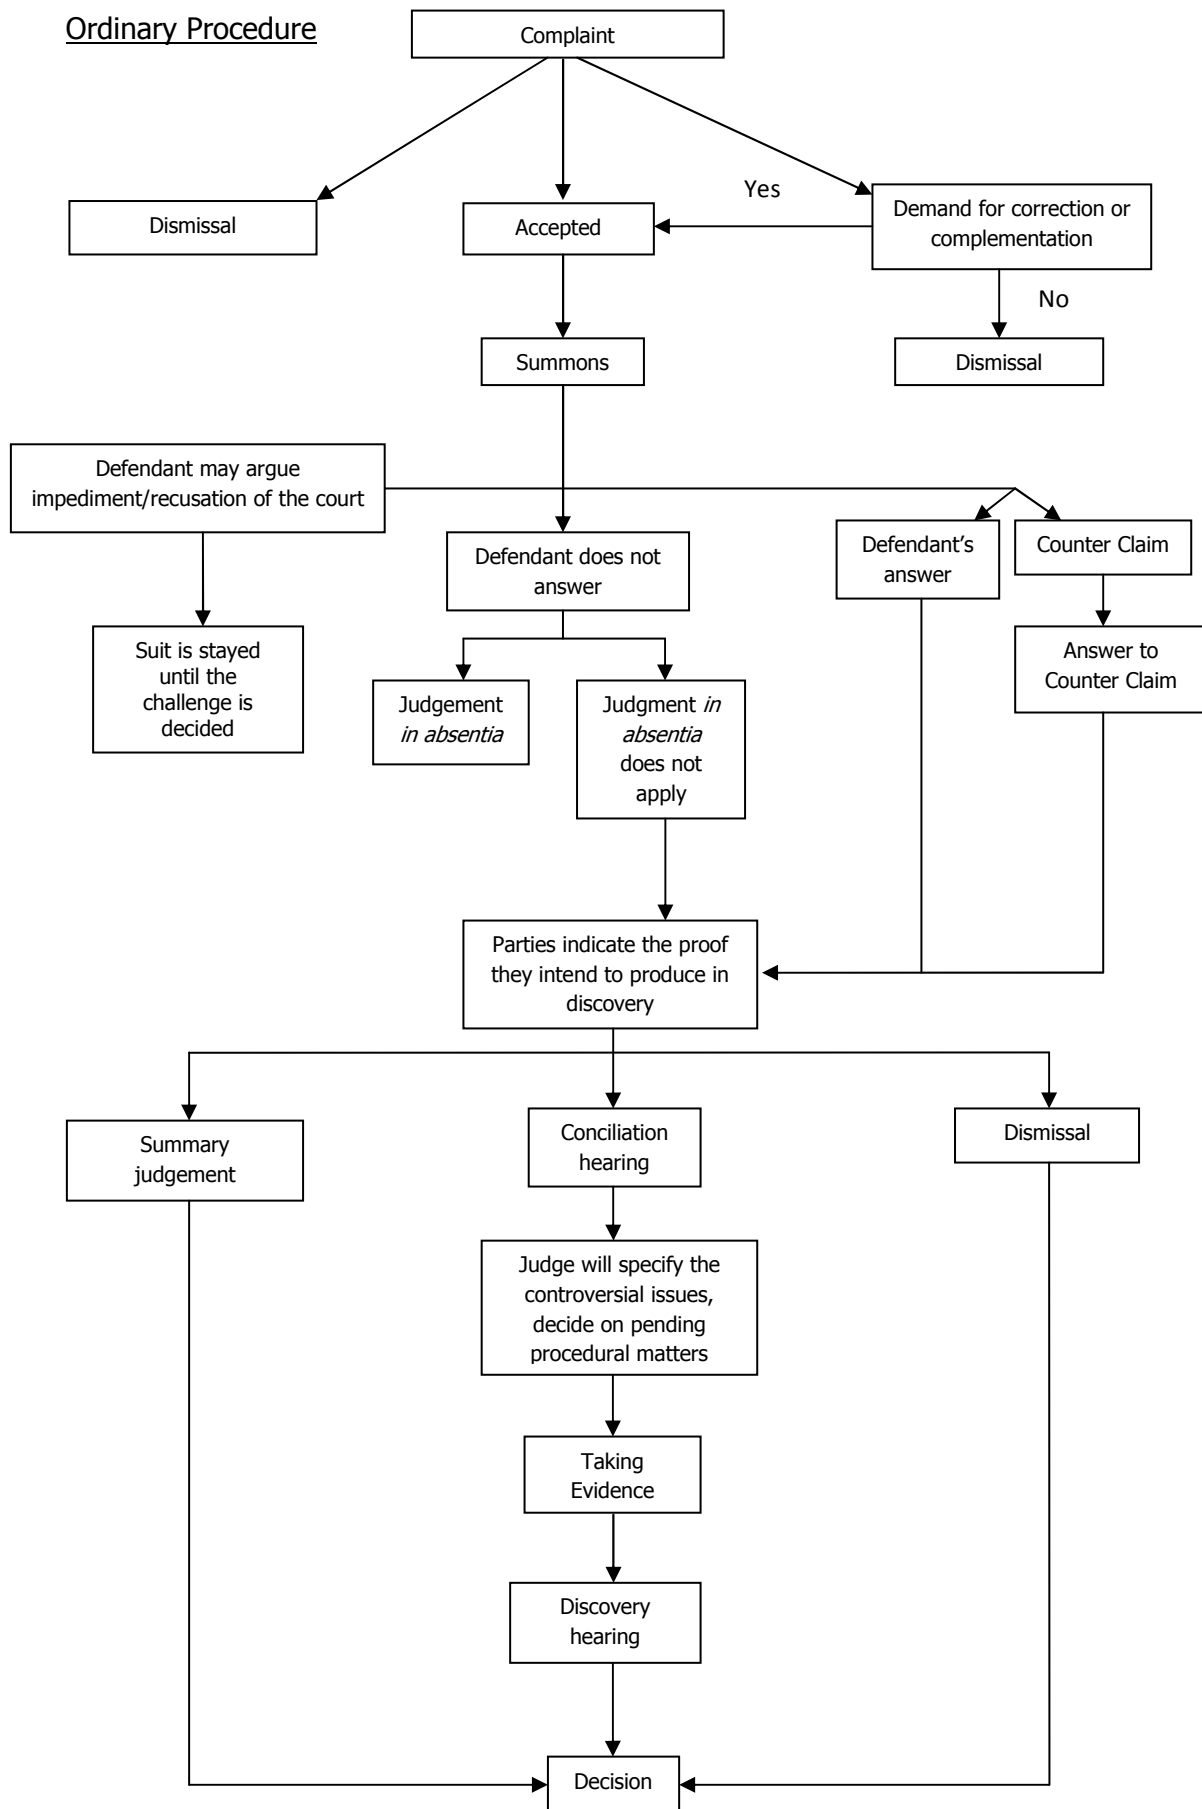 Ordinary Procedure
Complaint
Dismissal
Accepted
Yes
Demand for correction or
complementation
No
Summons
Dismissal
Defendant may argue
impediment/recusation of the court
Defendant does not
answer
Defendant's
answer
Counter Claim
Suit is stayed
until the
challenge is
decided
Judgement
in absentia
Judgment in
absentia
does not
apply
Answer to
Counter Claim
Parties indicate the proof
they intend to produce in
discovery
Summary
judgement
Conciliation
hearing
Dismissal
Judge will specify the
controversial issues,
decide on pending
procedural matters
Taking
Evidence
Discovery
hearing
Decision